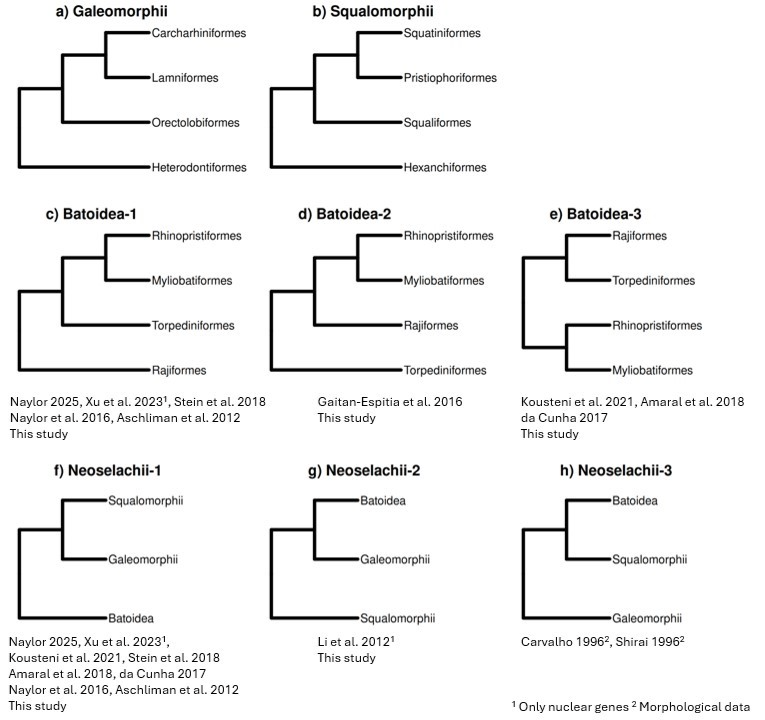 a) Galeomorphii
Carcharhiniformes
Lamniformes
Orectolobiformes
Heterodontiformes
b) Squalomorphii
Squatiniformes
Pristiophoriformes
Squaliformes
Hexanchiformes
c) Batoidea-1
Rhinopristiformes
Myliobatiformes
Torpediniformes
Rajiformes
Naylor 2025, Xu et al. 2023¹, Stein et al. 2018
Naylor et al. 2016, Aschliman et al. 2012
This study
d) Batoidea-2
Rhinopristiformes
Myliobatiformes
Rajiformes
Torpediniformes
Gaitan-Espitia et al. 2016
This study
e) Batoidea-3
Rajiformes
Torpediniformes
Rhinopristiformes
Myliobatiformes
Kousteni et al. 2021, Amaral et al. 2018
da Cunha 2017
This study
f) Neoselachii-1
Squalomorphii
Galeomorphii
Batoidea
Naylor 2025, Xu et al. 2023¹,
Kousteni et al. 2021, Stein et al. 2018
Amaral et al. 2018, da Cunha 2017
Naylor et al. 2016, Aschliman et al. 2012
This study
g) Neoselachii-2
Batoidea
Galeomorphii
Squalomorphii
Li et al. 2012¹
This study
h) Neoselachii-3
Batoidea
Squalomorphii
Galeomorphii
Carvalho 1996², Shirai 1996²
¹ Only nuclear genes ² Morphological data